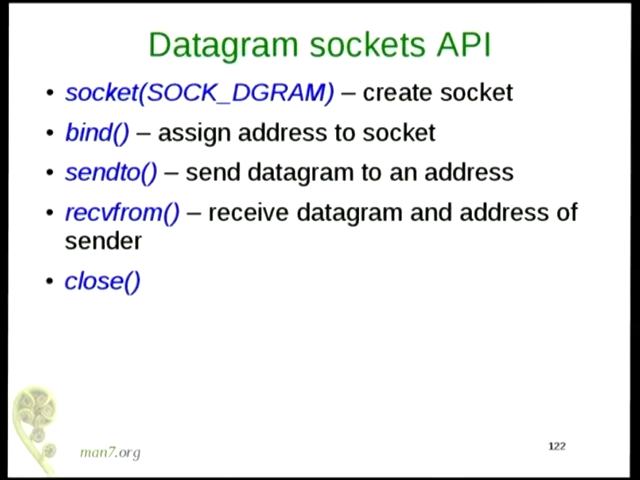 Datagram sockets API
• socket(SOCK_DGRAM) – create socket
• bind() – assign address to socket
• sendto() – send datagram to an address
• recvfrom() – receive datagram and address of
sender
• close()
man7.org
122